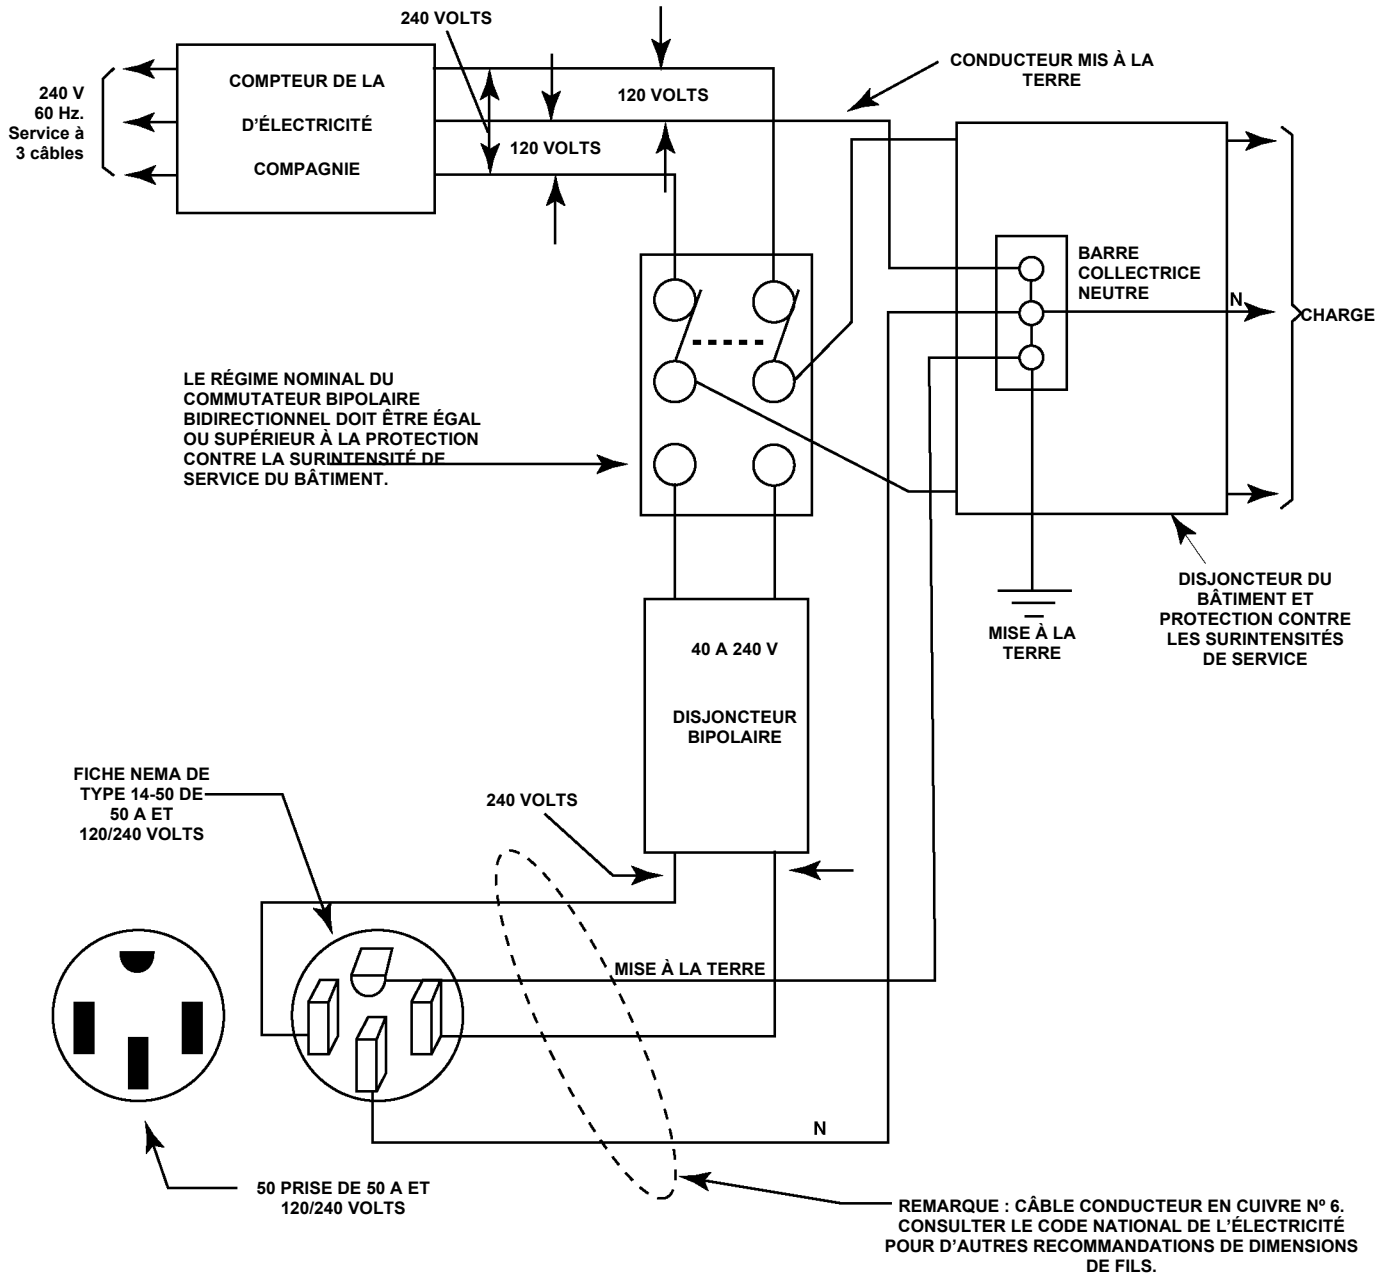 240 VOLTS
240 V
60 Hz.
Service à
3 câbles
COMPTEUR DE LA
D'ÉLECTRICITÉ
COMPAGNIE
120 VOLTS
120 VOLTS
CONDUCTEUR MIS À LA
TERRE
BARRE
COLLECTRICE
NEUTRE
N
CHARGE
LE RÉGIME NOMINAL DU
COMMUTATEUR BIPOLAIRE
BIDIRECTIONNEL DOIT ÊTRE ÉGAL
OU SUPÉRIEUR À LA PROTECTION
CONTRE LA SURINTENSITÉ DE
SERVICE DU BÂTIMENT.
DISJONCTEUR DU
BÂTIMENT ET
PROTECTION CONTRE
LES SURINTENSITÉS
DE SERVICE
MISE À LA
TERRE
40 A 240 V
DISJONCTEUR
BIPOLAIRE
FICHE NEMA DE
TYPE 14-50 DE
50 A ET
120/240 VOLTS
240 VOLTS
MISE À LA TERRE
N
50 PRISE DE 50 A ET
120/240 VOLTS
REMARQUE : CÂBLE CONDUCTEUR EN CUIVRE Nº 6.
CONSULTER LE CODE NATIONAL DE L'ÉLECTRICITÉ
POUR D'AUTRES RECOMMANDATIONS DE DIMENSIONS
DE FILS.